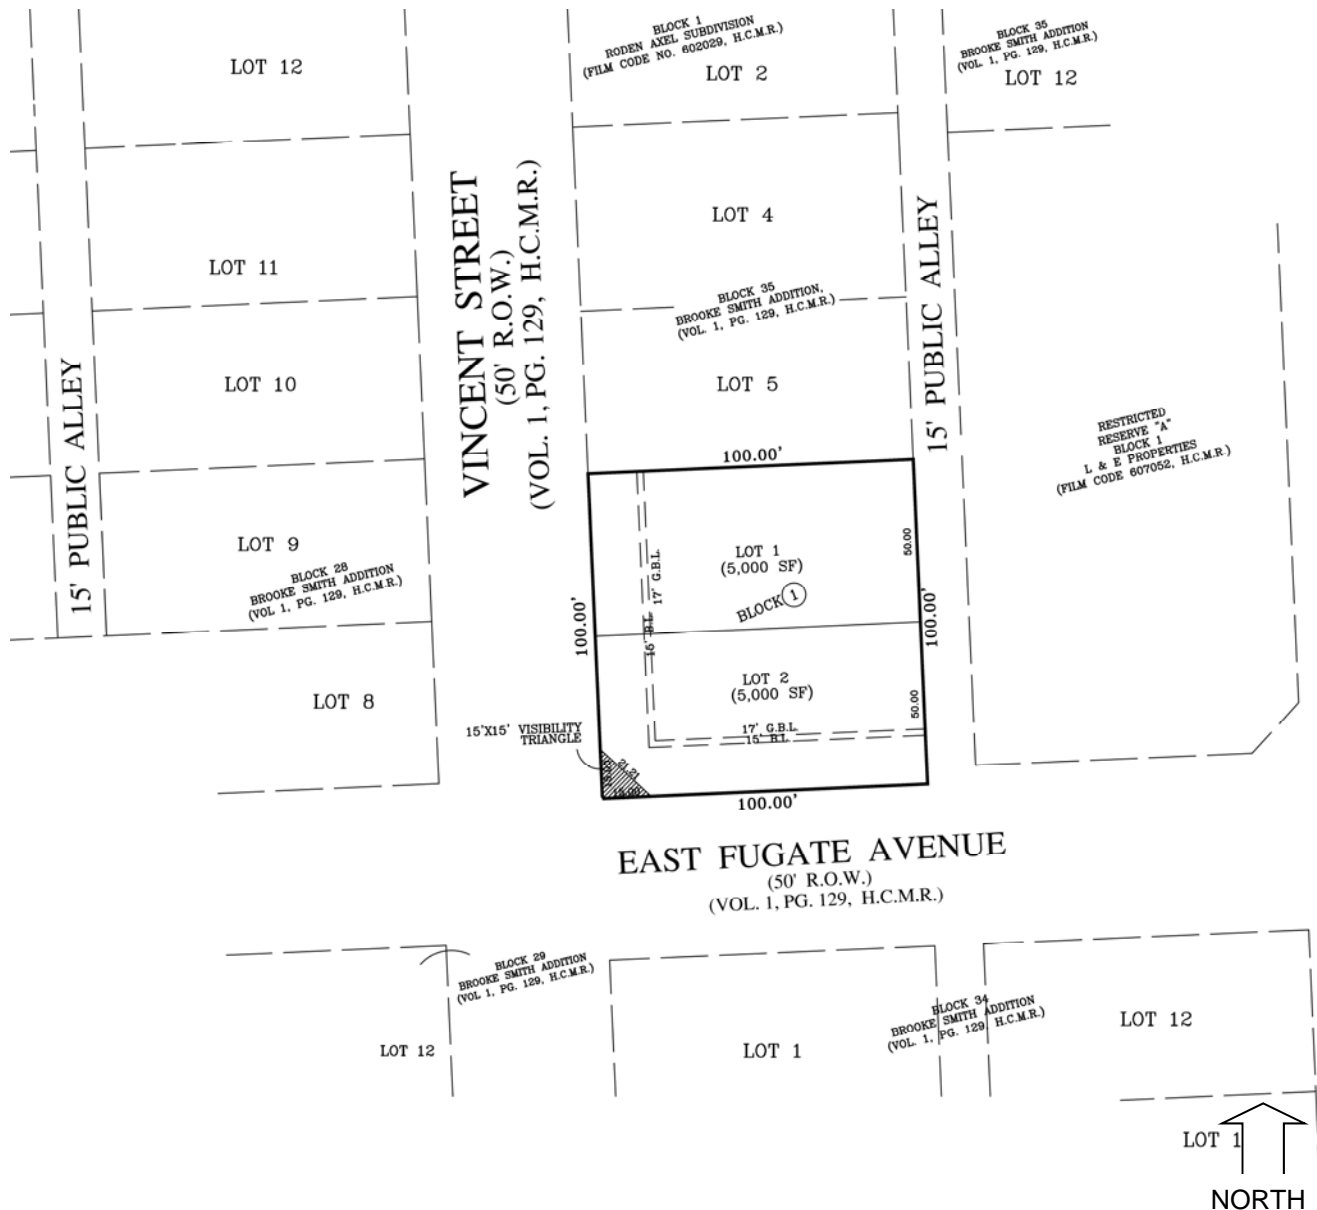 BLOCK 1
RODEN AXEL SUBDIVISION
(FILM CODE NO. 602029, H.C.M.R.)
BLOCK 35
BROOKE SMITH ADDITION
(VOL. 1, PG. 129, H.C.M.R.)
LOT 12
LOT 2
LOT 12
VINCENT STREET
(50' R.O.W.)
(VOL. 1, PG. 129, H.C.M.R.)
LOT 4
15' PUBLIC ALLEY
LOT 11
BLOCK 35
BROOKE SMITH ADDITION,
(VOL. 1, PG. 129, H.C.M.R.)
LOT 10
LOT 5
15' PUBLIC ALLEY
RESTRICTED
RESERVE "A"
BLOCK 1
L & E PROPERTIES
(FILM CODE 607052, H.C.M.R.)
100.00'
LOT 9
BLOCK 28
BROOKE SMITH ADDITION
(VOL 1, PG. 129, H.C.M.R.)
LOT 1
(5,000 SF)
50.00
17' G.B.L.
15' B.L.
BLOCK 1
100.00'
100.00'
LOT 8
LOT 2
(5,000 SF)
50.00
15'X15' VISIBILITY
TRIANGLE
17' G.B.L.
15' B.L.
21.21
15.00
15.00
100.00'
EAST FUGATE AVENUE
(50' R.O.W.)
(VOL. 1, PG. 129, H.C.M.R.)
BLOCK 29
BROOKE SMITH ADDITION
(VOL 1, PG. 129, H.C.M.R.)
BLOCK 34
BROOKE SMITH ADDITION
(VOL. 1, PG. 129, H.C.M.R.)
LOT 12
LOT 1
LOT 12
LOT 1
NORTH